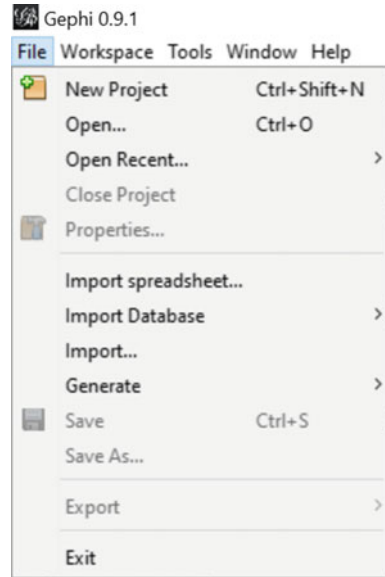 Gephi 0.9.1
File Workspace Tools Window Help
New Project Ctrl+Shift+N
Open... Ctrl+O
Open Recent...
Close Project
Properties...
Import spreadsheet...
Import Database
Import...
Generate
Save Ctrl+S
Save As...
Export
Exit